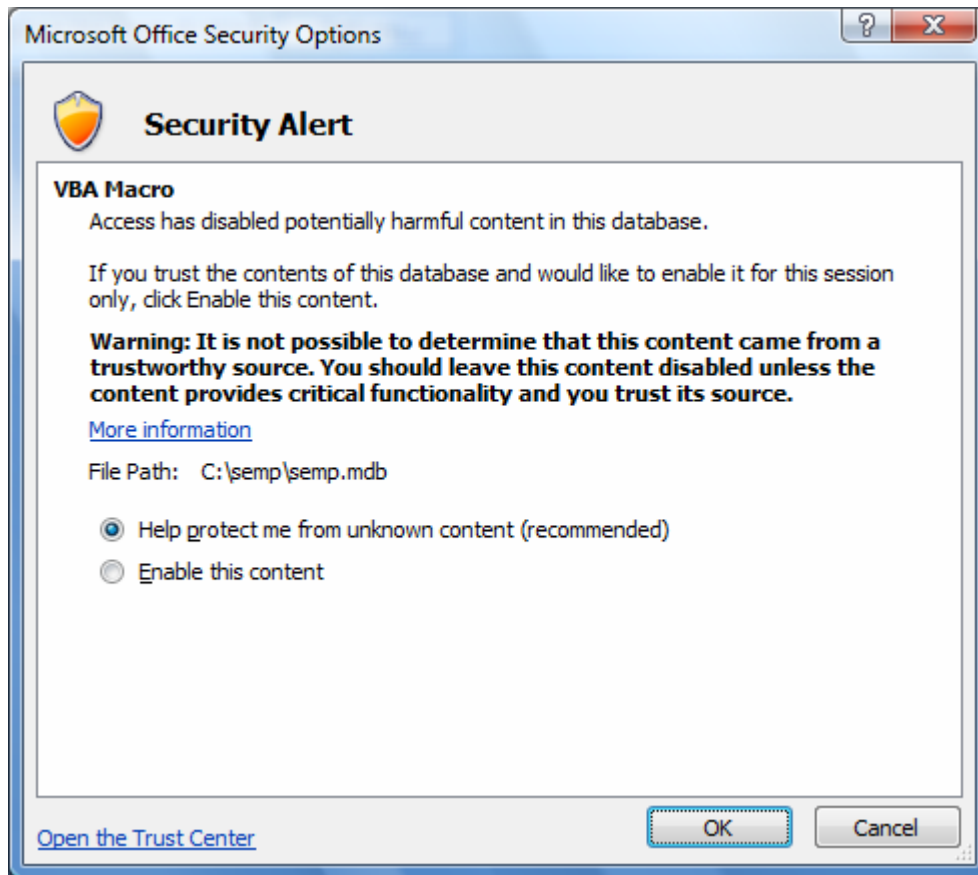 Microsoft Office Security Options
Security Alert
VBA Macro
Access has disabled potentially harmful content in this database.
If you trust the contents of this database and would like to enable it for this session
only, click Enable this content.
Warning: It is not possible to determine that this content came from a
trustworthy source. You should leave this content disabled unless the
content provides critical functionality and you trust its source.
More information
File Path: C:\semp\semp.mdb
Help protect me from unknown content (recommended)
Enable this content
Open the Trust Center
OK
Cancel